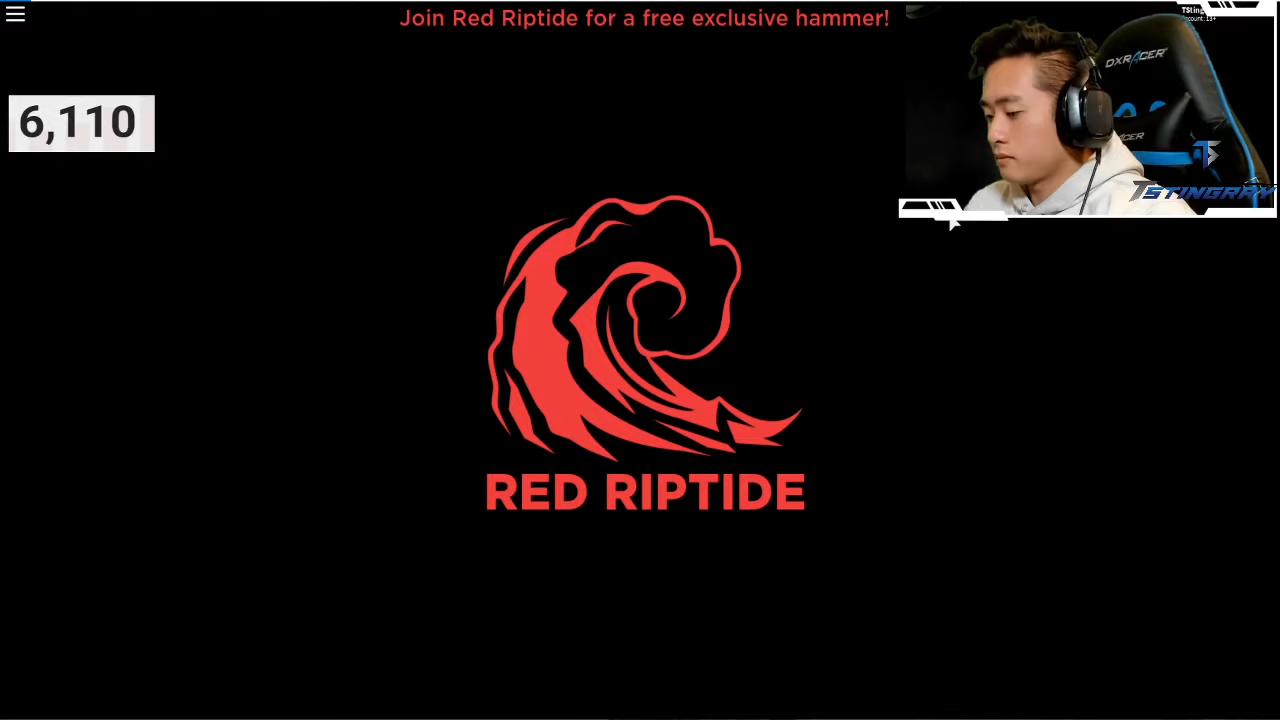 Join Red Riptide for a free exclusive hammer!
6,110
DXRACER
TSTINGRAY
RED RIPTIDE